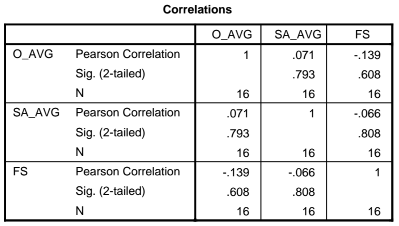 Correlations
O_AVG SA_AVG FS
O_AVG Pearson Correlation 1 .071 -.139
Sig. (2-tailed) .793 .608
N 16 16 16
SA_AVG Pearson Correlation .071 1 -.066
Sig. (2-tailed) .793 .808
N 16 16 16
FS Pearson Correlation -.139 -.066 1
Sig. (2-tailed) .608 .808
N 16 16 16